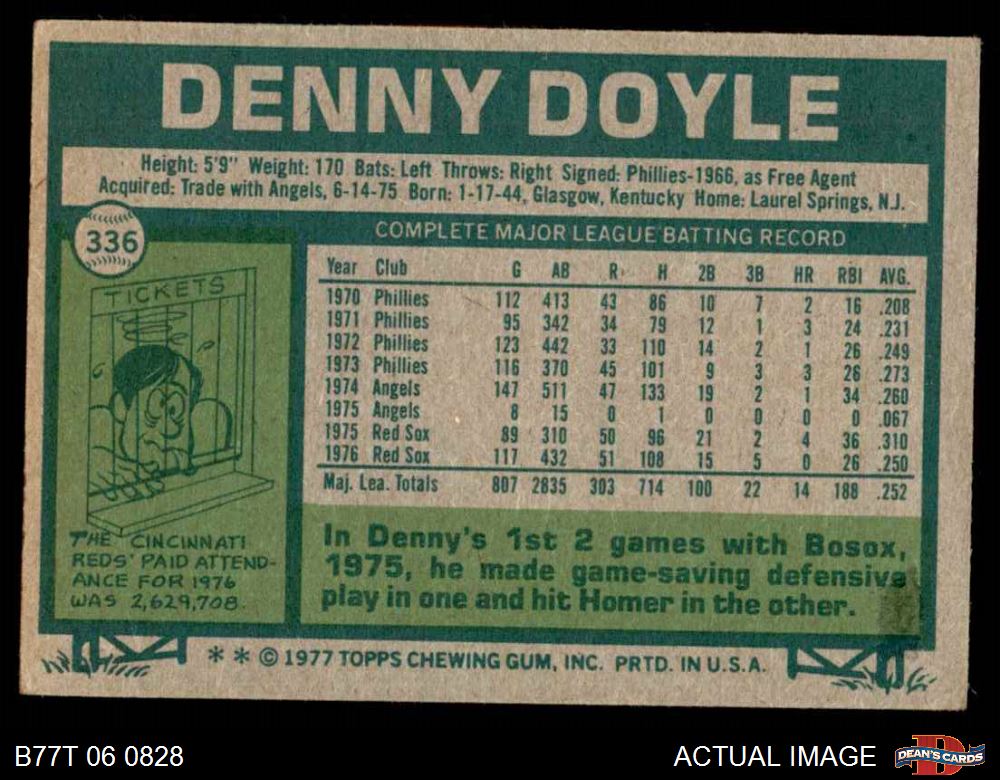 DENNY DOYLE
Height: 5'9" Weight: 170 Bats: Left Throws: Right Signed: Phillies-1966, as Free Agent
Acquired: Trade with Angels, 6-14-75 Born: 1-17-44, Glasgow, Kentucky Home: Laurel Springs, N.J.
336
TICKETS
THE CINCINNATI
REDS' PAID ATTEND-
ANCE FOR 1976
WAS 2,629,708.
COMPLETE MAJOR LEAGUE BATTING RECORD
Year Club G AB R H 2B 3B HR RBI AVG.
1970 Phillies 112 413 43 86 10 7 2 16 .208
1971 Phillies 95 342 34 79 12 1 3 24 .231
1972 Phillies 123 442 33 110 14 2 1 26 .249
1973 Phillies 116 370 45 101 9 3 3 26 .273
1974 Angels 147 511 47 133 19 2 1 34 .260
1975 Angels 8 15 0 1 0 0 0 0 .067
1975 Red Sox 89 310 50 96 21 2 4 36 .310
1976 Red Sox 117 432 51 108 15 5 0 26 .250
Maj. Lea. Totals 807 2835 303 714 100 22 14 188 .252
In Denny's 1st 2 games with Bosox,
1975, he made game-saving defensive
play in one and hit Homer in the other.
* * © 1977 TOPPS CHEWING GUM, INC. PRTD. IN U.S.A.
B77T 06 0828
ACTUAL IMAGE
D
DEAN'S CARDS